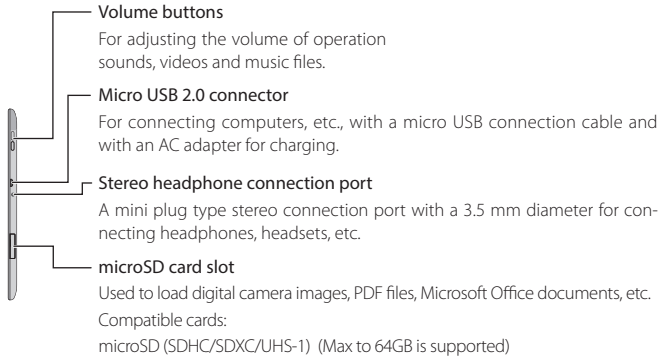 Volume buttons
For adjusting the volume of operation
sounds, videos and music files.
Micro USB 2.0 connector
For connecting computers, etc., with a micro USB connection cable and
with an AC adapter for charging.
Stereo headphone connection port
A mini plug type stereo connection port with a 3.5 mm diameter for con-
necting headphones, headsets, etc.
microSD card slot
Used to load digital camera images, PDF files, Microsoft Office documents, etc.
Compatible cards:
microSD (SDHC/SDXC/UHS-1) (Max to 64GB is supported)